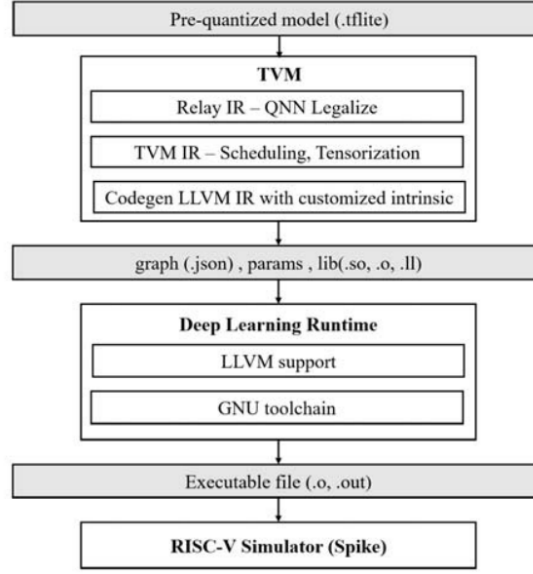 Pre-quantized model (.tflite)
TVM
Relay IR – QNN Legalize
TVM IR – Scheduling, Tensorization
Codegen LLVM IR with customized intrinsic
graph (.json) , params , lib(.so, .o, .ll)
Deep Learning Runtime
LLVM support
GNU toolchain
Executable file (.o, .out)
RISC-V Simulator (Spike)